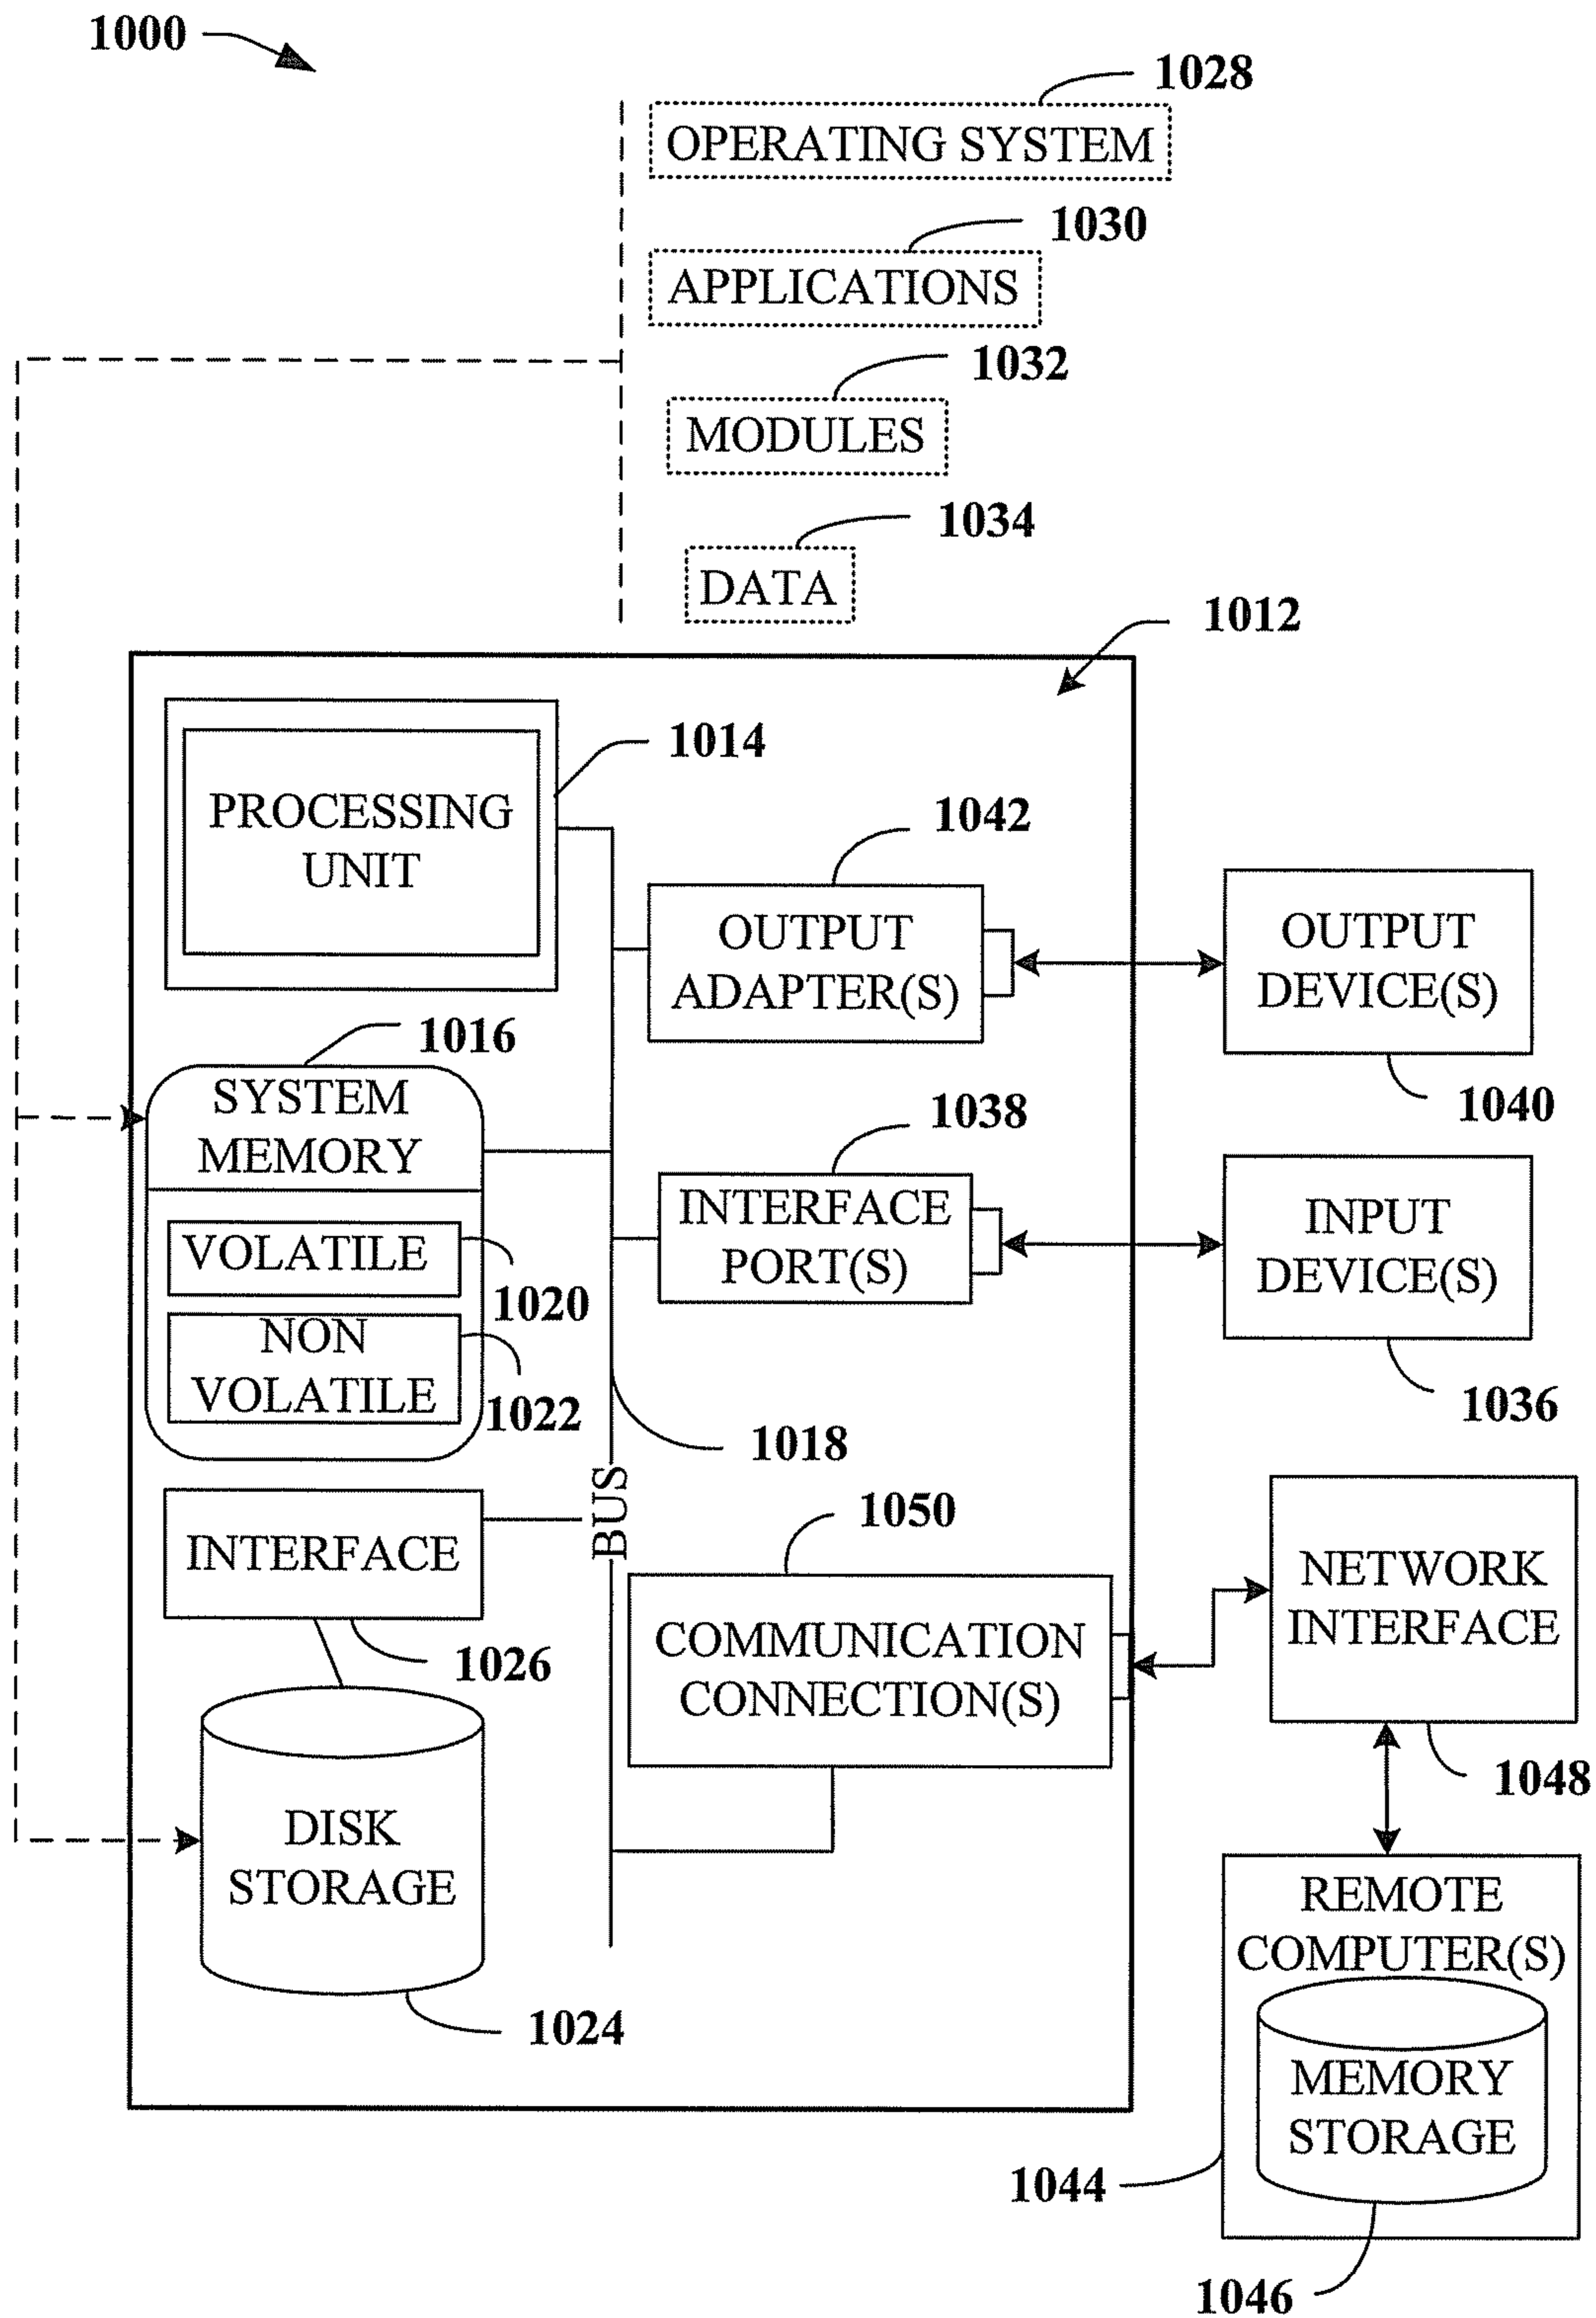 1000
1028
OPERATING SYSTEM
1030
APPLICATIONS
1032
MODULES
1034
DATA
1012
1014
PROCESSING
UNIT
1042
OUTPUT
ADAPTER(S)
OUTPUT
DEVICE(S)
1040
1016
SYSTEM
MEMORY
VOLATILE
1020
NON
VOLATILE
1022
1038
INTERFACE
PORT(S)
INPUT
DEVICE(S)
1036
1018
BUS
INTERFACE
1026
1050
COMMUNICATION
CONNECTION(S)
NETWORK
INTERFACE
1048
DISK
STORAGE
1024
REMOTE
COMPUTER(S)
MEMORY
STORAGE
1044
1046